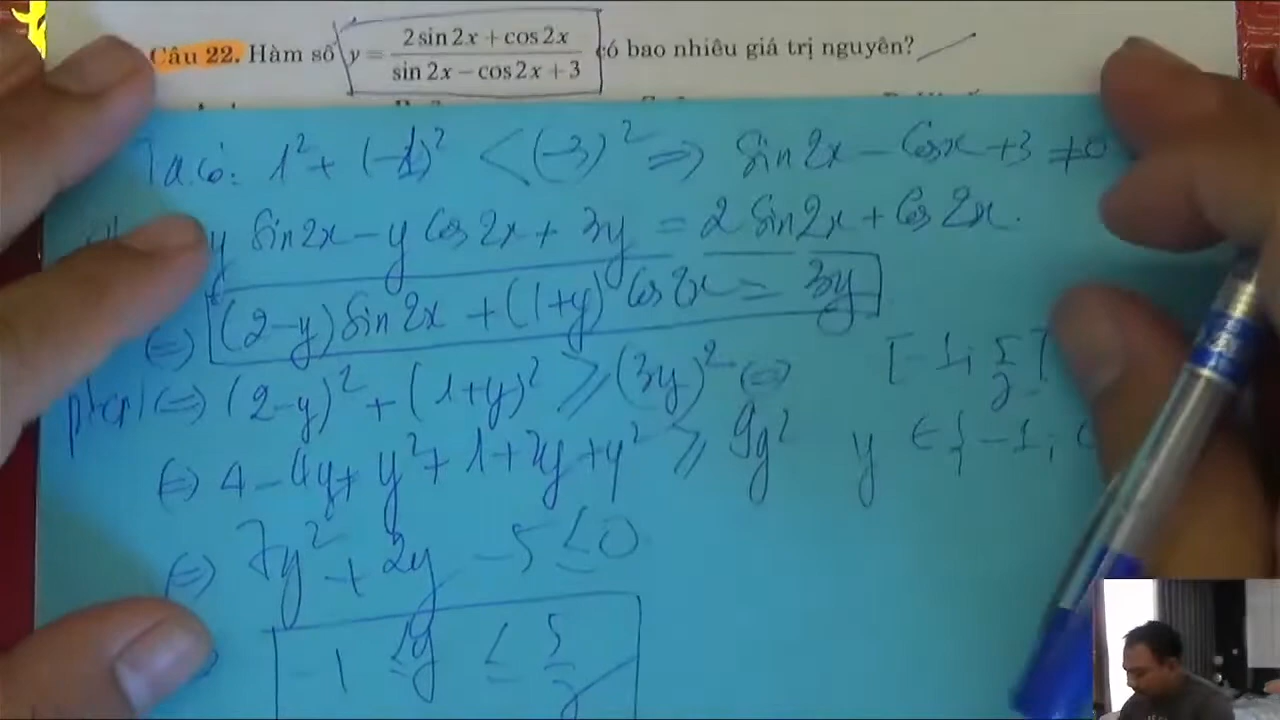 Câu 22. Hàm số y = (2sin2x + cos2x)/(sin2x − cos2x + 3) có bao nhiêu giá trị nguyên?
Ta có: 1² + (-1)² < (-3)² => Sin2x − Cosx + 3 ≠ 0
y Sin2x − y Cos2x + 3y = 2Sin2x + Cos2x.
(=) (2-y)Sin2x + (1+y) Cos2x = 3y
ptcn (=) (2-y)² + (1+y)² ≥ (3y)² (=)
[-1; 5/7]
(=) 4 - 4y + y² + 1 + 2y + y² ≥ 9y²
y ∈ {-1;
(=) 7y² + 2y - 5 ≤ 0
-1 ≤ y ≤ 5/7